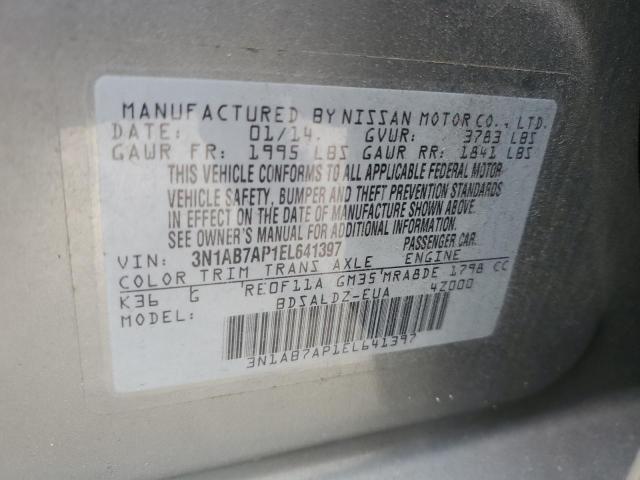 MANUFACTURED BY NISSAN MOTOR CO., LTD.
DATE: 01/14. GVWR: 3783 LBS
GAWR FR: 1995 LBS GAWR RR: 1841 LBS
THIS VEHICLE CONFORMS TO ALL APPLICABLE FEDERAL MOTOR
VEHICLE SAFETY, BUMPER AND THEFT PREVENTION STANDARDS
IN EFFECT ON THE DATE OF MANUFACTURE SHOWN ABOVE.
SEE OWNER'S MANUAL FOR ADDITIONAL INFORMATION.
VIN: 3N1AB7AP1EL641397 PASSENGER CAR
COLOR TRIM TRANS AXLE ENGINE
K36 G RE0F11A GM35 MRA8DE 1798 CC
MODEL: BDSALDZ-EUA 4Z000
3N1AB7AP1EL641397